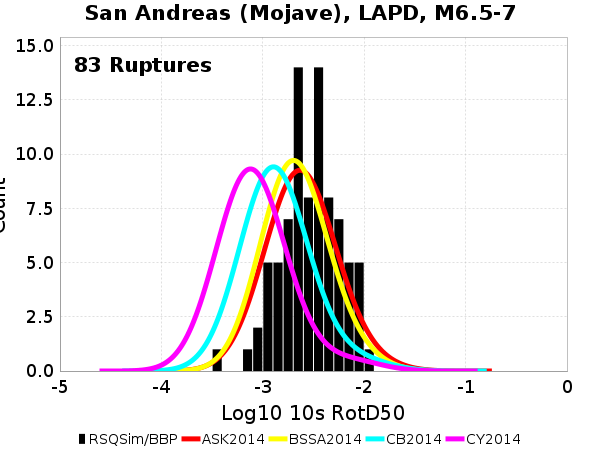 San Andreas (Mojave), LAPD, M6.5-7
15.0
83 Ruptures
12.5
10.0
7.5
5.0
2.5
0.0
Count
-5 -4 -3 -2 -1 0
Log10 10s RotD50
RSQSim/BBP ASK2014 BSSA2014 CB2014 CY2014